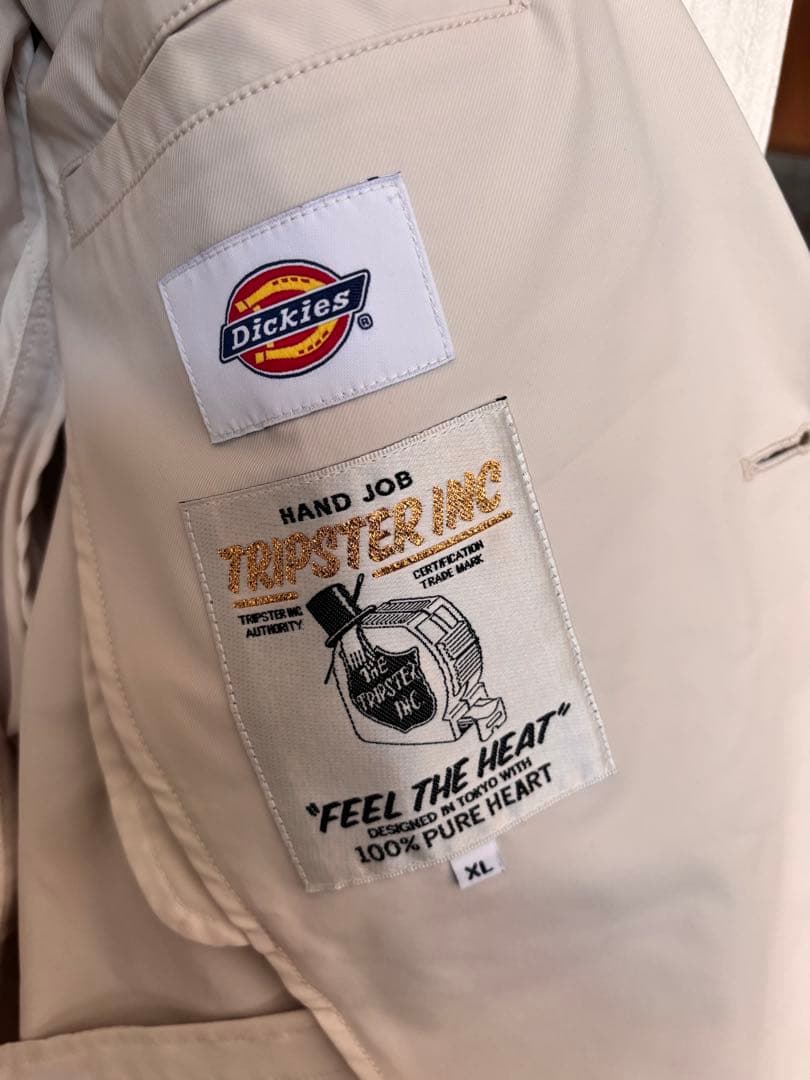 Dickies
®
HAND JOB
TRIPSTER INC
TRIPSTER INC
AUTHORITY
CERTIFICATION
TRADE MARK
THE
TRIPSTER
INC
"FEEL THE HEAT"
DESIGNED IN TOKYO WITH
100% PURE HEART
XL